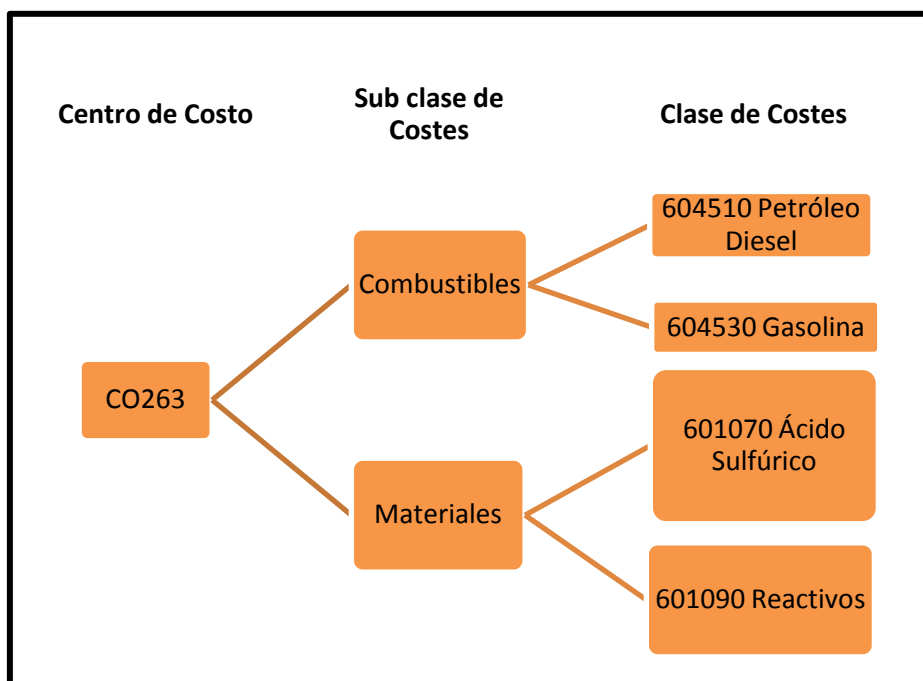 Centro de Costo
Sub clase de
Costes
Clase de Costes
604510 Petróleo
Diesel
Combustibles
604530 Gasolina
CO263
601070 Ácido
Sulfúrico
Materiales
601090 Reactivos